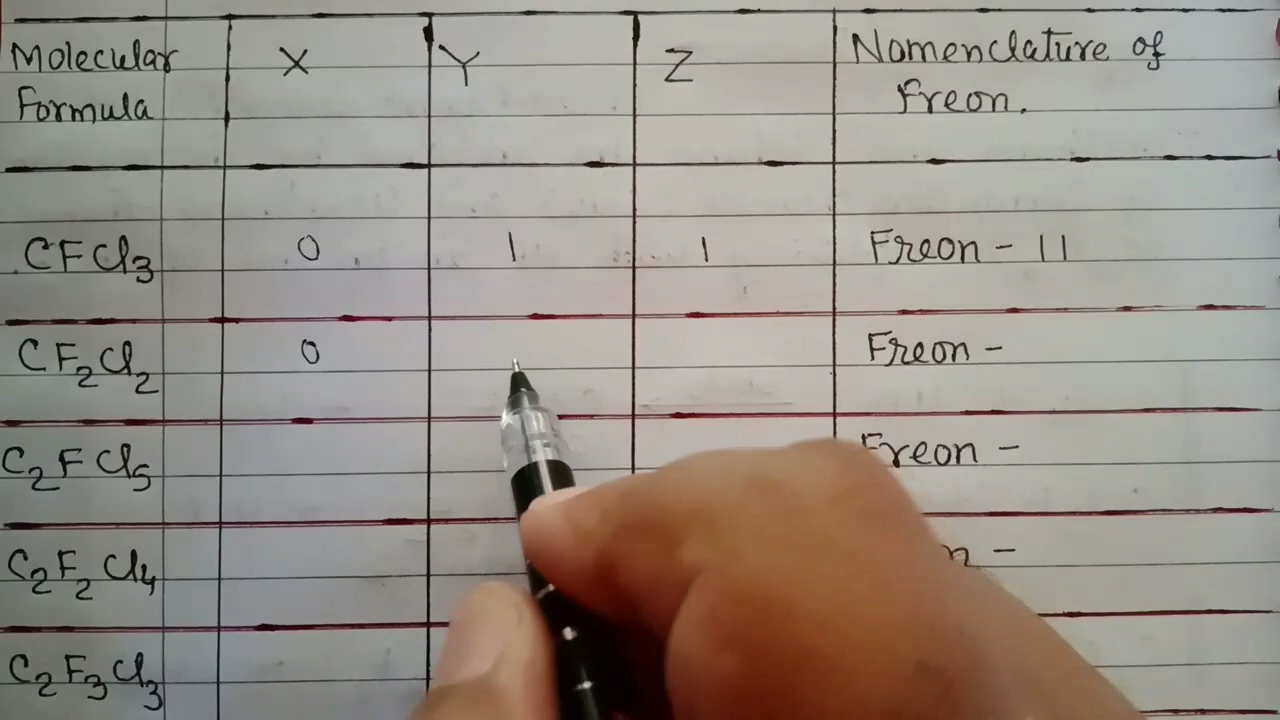 Molecular Formula X Y Z Nomenclature of Freon.
CFCl3 0 1 1 Freon - 11
CF2Cl2 0 Freon -
C2FCl5 Freon -
C2F2Cl4 -
C2F3Cl3